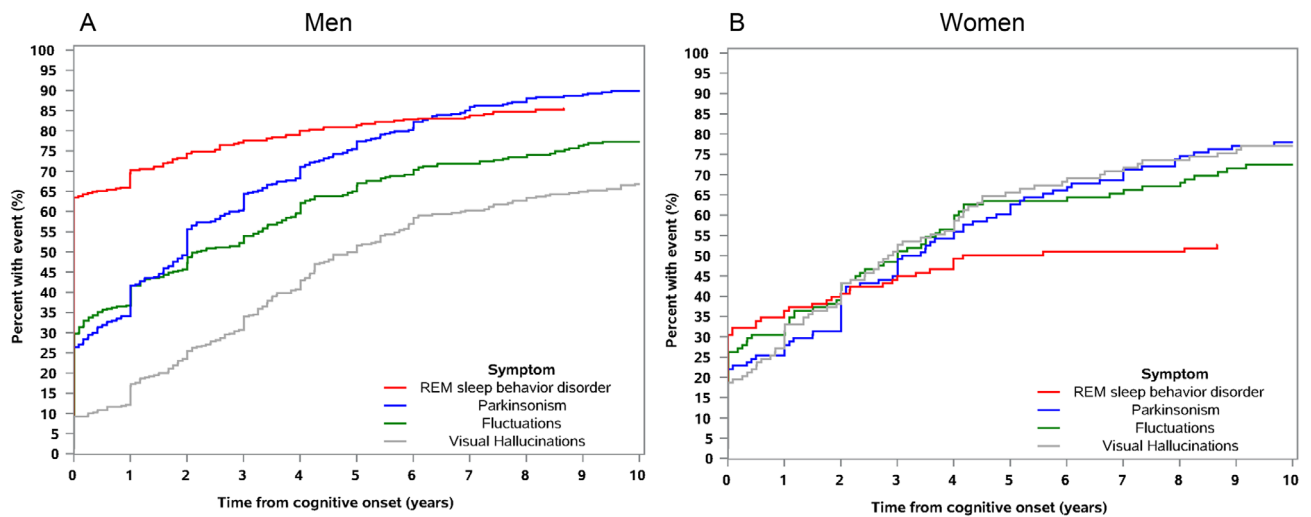 A Men
Percent with event (%)
100
95
90
85
80
75
70
65
60
55
50
45
40
35
30
25
20
15
10
5
0
Symptom
REM sleep behavior disorder
Parkinsonism
Fluctuations
Visual Hallucinations
0 1 2 3 4 5 6 7 8 9 10
Time from cognitive onset (years)
B Women
Percent with event (%)
100
95
90
85
80
75
70
65
60
55
50
45
40
35
30
25
20
15
10
5
0
Symptom
REM sleep behavior disorder
Parkinsonism
Fluctuations
Visual Hallucinations
0 1 2 3 4 5 6 7 8 9 10
Time from cognitive onset (years)